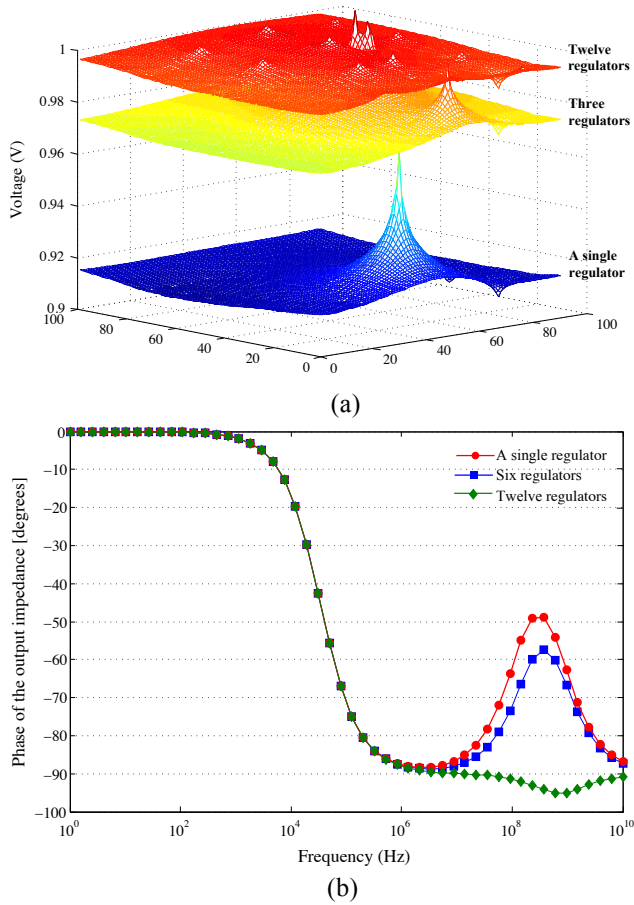 1
0.98
0.96
0.94
0.92
0.9
Voltage (V)
Twelve
regulators
Three
regulators
A single
regulator
100
80
60
40
20
0
0
20
40
60
80
100
(a)
0
−10
−20
−30
−40
−50
−60
−70
−80
−90
−100
Phase of the output impedance [degrees]
A single regulator
Six regulators
Twelve regulators
10^0
10^2
10^4
10^6
10^8
10^10
Frequency (Hz)
(b)